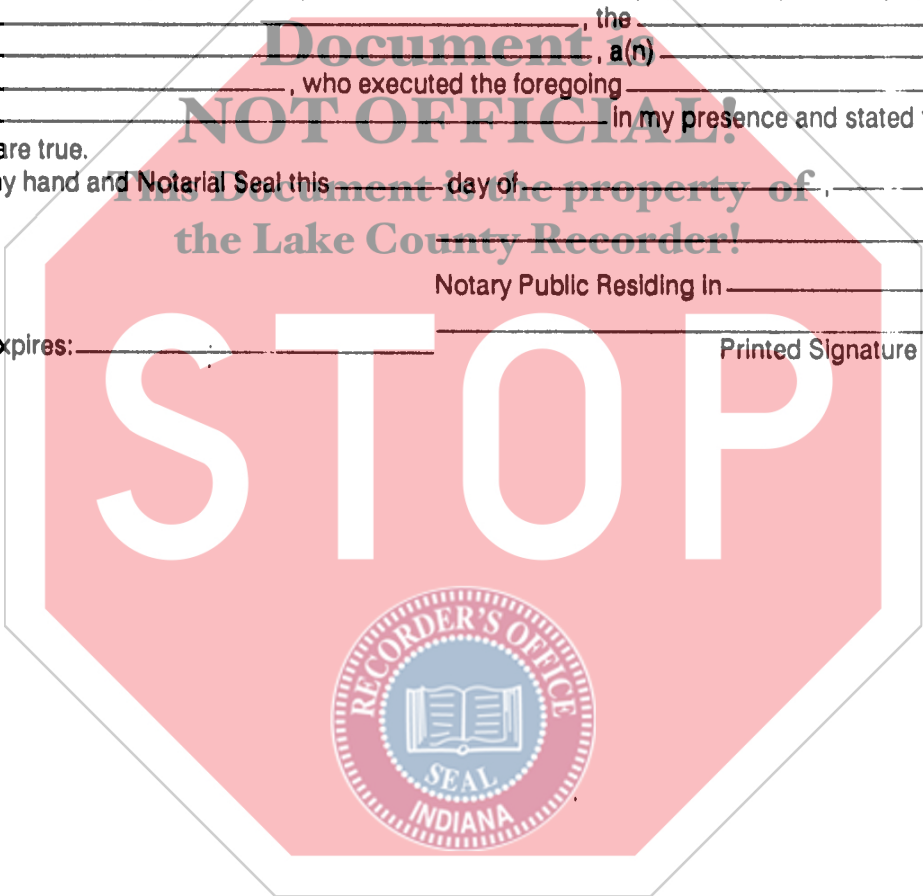 , the
Document is
, a(n)
, who executed the foregoing
NOT OFFICIAL!
in my presence and stated
are true.
y hand and Notarial Seal this day of ,
This Document is the property of
the Lake County Recorder!
Notary Public Residing in
xpires:
Printed Signature
STOP
RECORDER'S OFFICE
SEAL
INDIANA